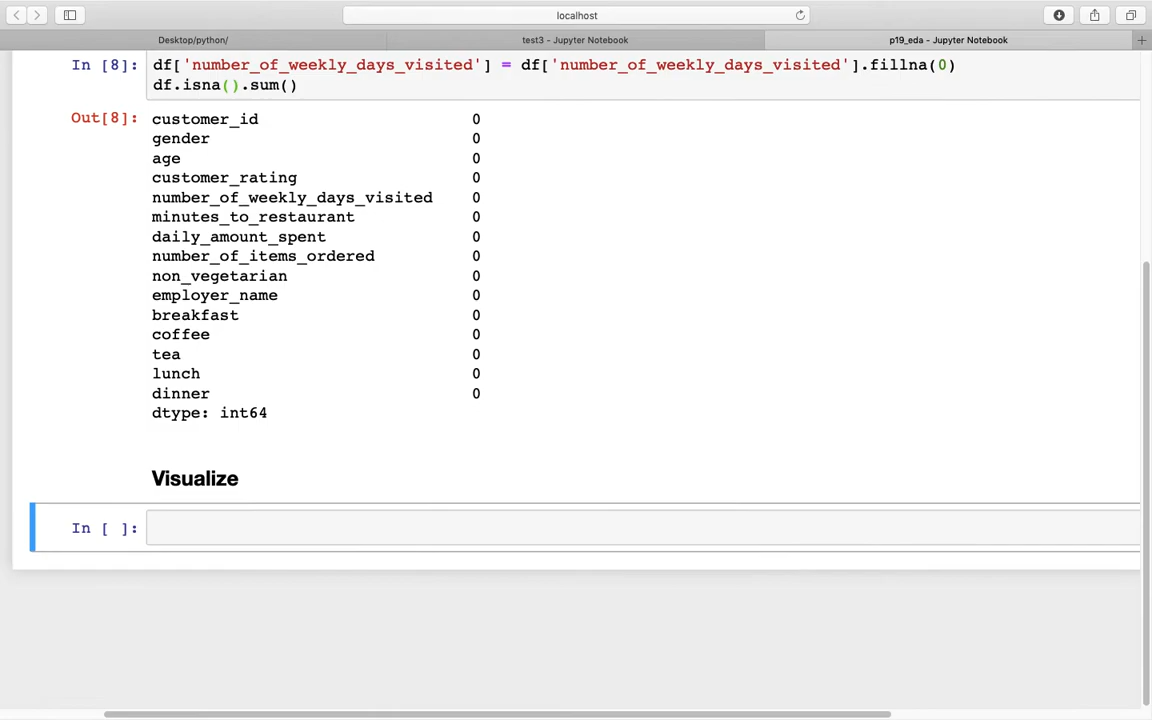 localhost
Desktop/python/
test3 - Jupyter Notebook
p19_eda - Jupyter Notebook
In [8]: df['number_of_weekly_days_visited'] = df['number_of_weekly_days_visited'].fillna(0)
df.isna().sum()
Out[8]: customer_id 0
gender 0
age 0
customer_rating 0
number_of_weekly_days_visited 0
minutes_to_restaurant 0
daily_amount_spent 0
number_of_items_ordered 0
non_vegetarian 0
employer_name 0
breakfast 0
coffee 0
tea 0
lunch 0
dinner 0
dtype: int64
Visualize
In [ ]: